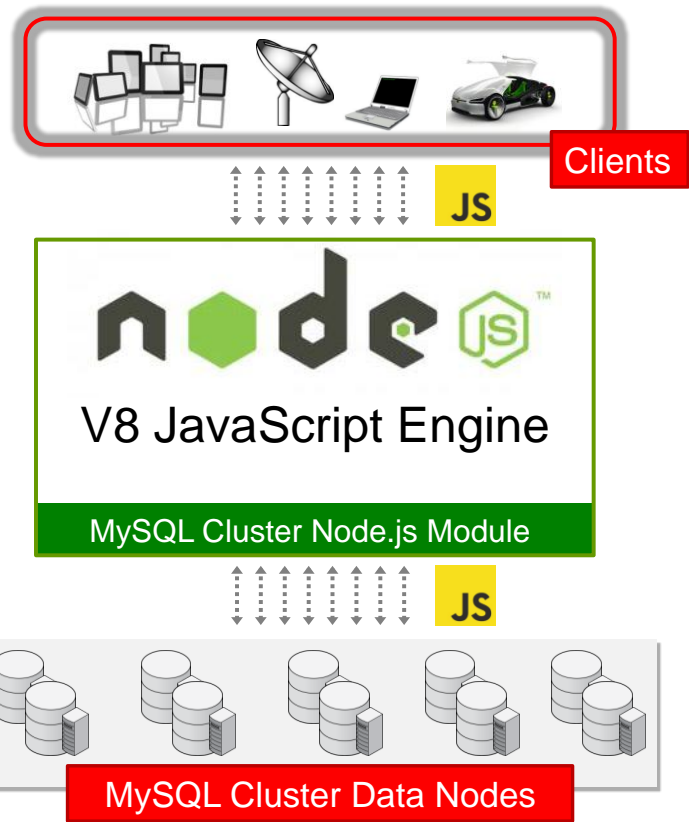 Clients
JS
node JS ™
V8 JavaScript Engine
MySQL Cluster Node.js Module
JS
MySQL Cluster Data Nodes